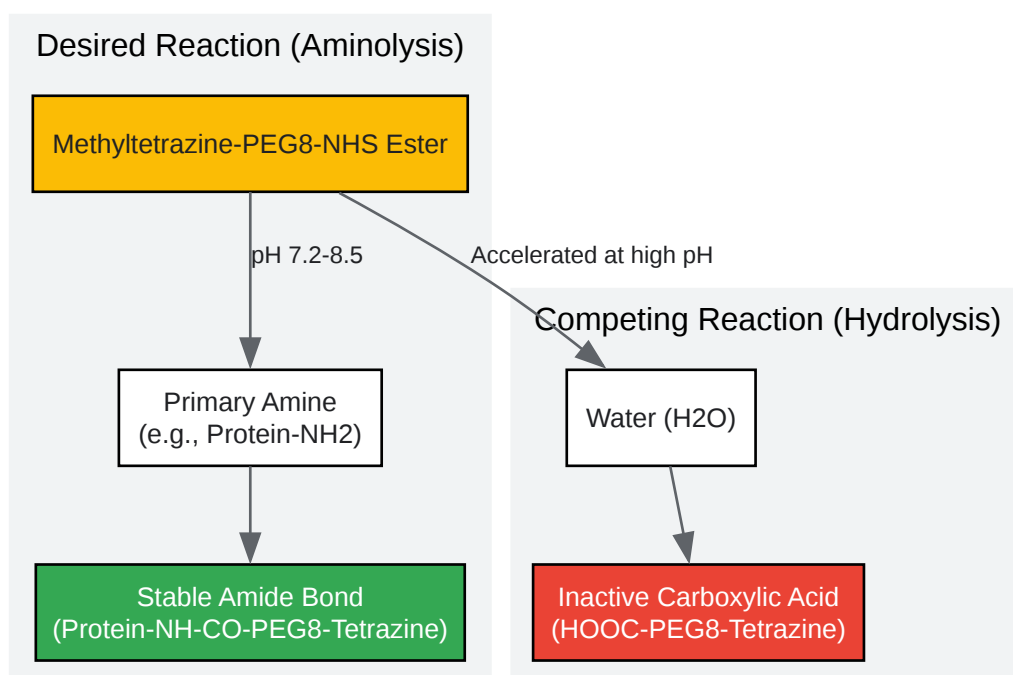 Desired Reaction (Aminolysis)
Methyltetrazine-PEG8-NHS Ester
pH 7.2-8.5
Accelerated at high pH
Competing Reaction (Hydrolysis)
Primary Amine
(e.g., Protein-NH2)
Water (H2O)
Stable Amide Bond
(Protein-NH-CO-PEG8-Tetrazine)
Inactive Carboxylic Acid
(HOOC-PEG8-Tetrazine)